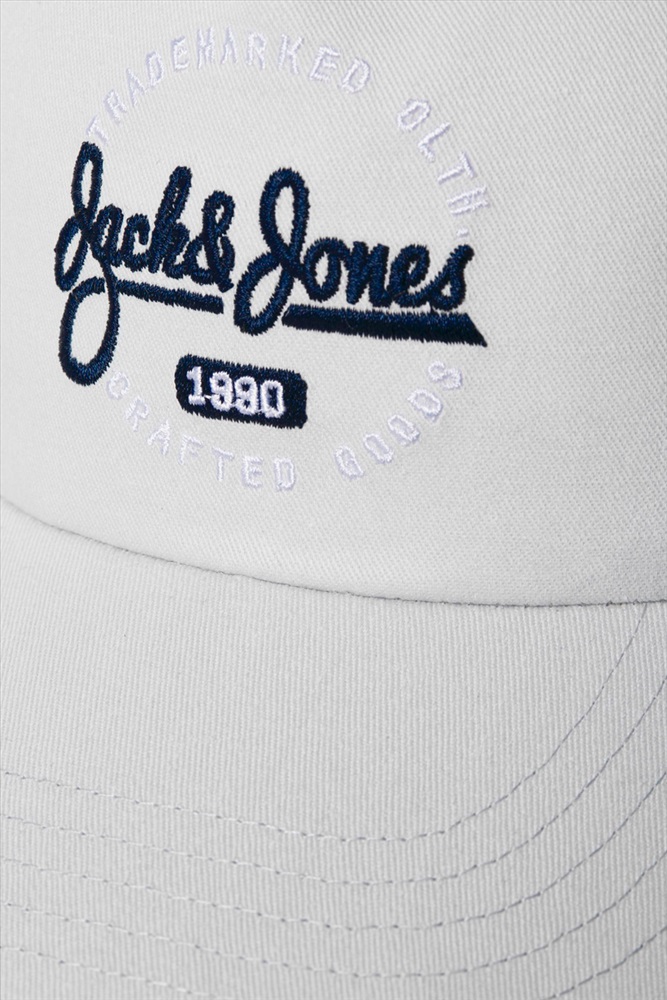 TRADEMARKED CLTH.
Jack & Jones
1990
CRAFTED GOODS